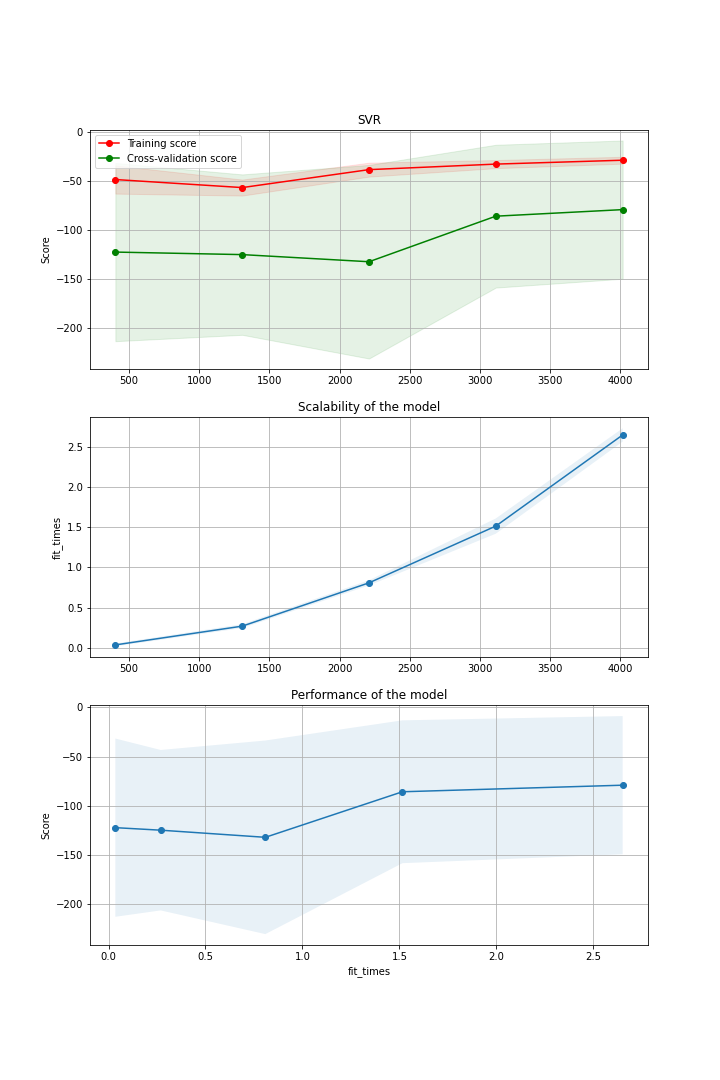 SVR
Training score
Cross-validation score
Score
0
−50
−100
−150
−200
500 1000 1500 2000 2500 3000 3500 4000
Scalability of the model
fit_times
2.5
2.0
1.5
1.0
0.5
0.0
500 1000 1500 2000 2500 3000 3500 4000
Performance of the model
Score
0
−50
−100
−150
−200
0.0 0.5 1.0 1.5 2.0 2.5
fit_times